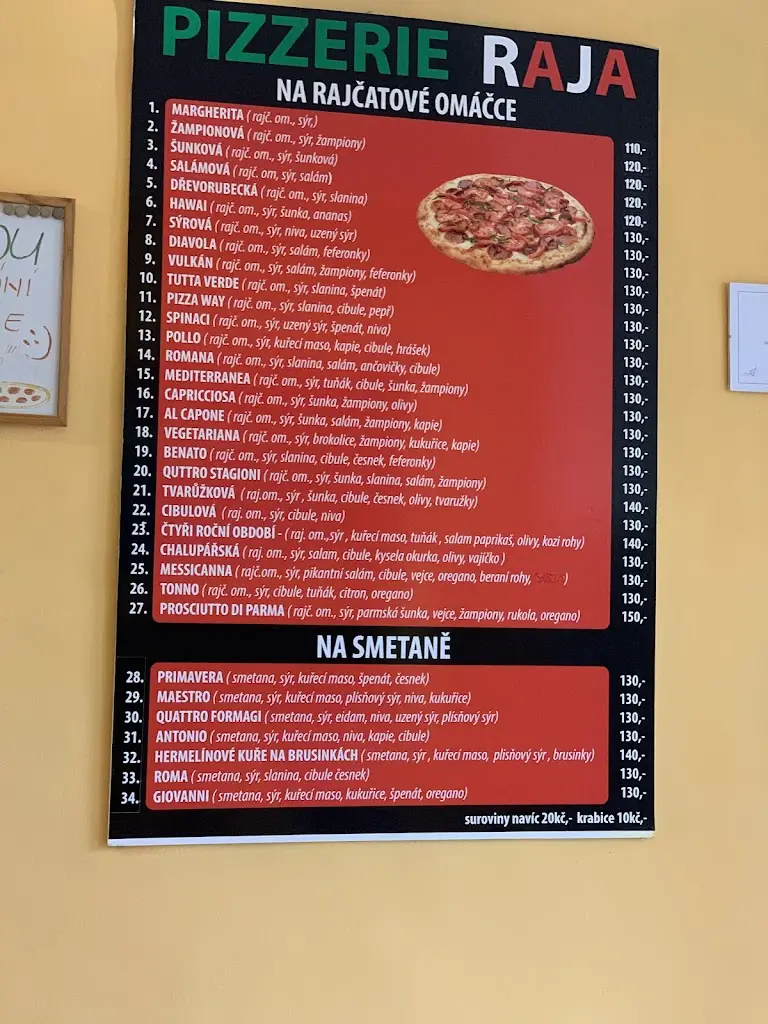 PIZZERIE RAJA
NA RAJČATOVÉ OMÁČCE
1. MARGHERITA ( rajč. om., sýr,) 110,-
2. ŽAMPIONOVÁ ( rajč. om., sýr, žampiony) 120,-
3. ŠUNKOVÁ ( rajč. om., sýr, šunková) 120,-
4. SALÁMOVÁ ( rajč. om, sýr, salám) 120,-
5. DŘEVORUBECKÁ ( rajč. om., sýr, slanina) 120,-
6. HAWAI ( rajč. om., sýr, šunka, ananas) 130,-
7. SÝROVÁ ( rajč. om., sýr, niva, uzený sýr) 130,-
8. DIAVOLA ( rajč. om., sýr, salám, feferonky) 130,-
9. VULKÁN ( rajč. om., sýr, salám, žampiony, feferonky) 130,-
10. TUTTA VERDE ( rajč. om., sýr, slanina, špenát) 130,-
11. PIZZA WAY ( rajč. om., sýr, slanina, cibule, pepř) 130,-
12. SPINACI ( rajč. om., sýr, uzený sýr, špenát, niva) 130,-
13. POLLO ( rajč. om., sýr, kuřecí maso, kapie, cibule, hrášek) 130,-
14. ROMANA ( rajč. om., sýr, slanina, salám, ančovičky, cibule) 130,-
15. MEDITERRANEA ( rajč. om., sýr, tuňák, cibule, šunka, žampiony) 130,-
16. CAPRICCIOSA ( rajč. om., sýr, šunka, žampiony, olivy) 130,-
17. AL CAPONE ( rajč. om., sýr, šunka, salám, žampiony, kapie) 130,-
18. VEGETARIANA ( rajč. om., sýr, brokolice, žampiony, kukuřice, kapie) 130,-
19. BENATO ( rajč. om., sýr, slanina, cibule, česnek, feferonky) 130,-
20. QUTTRO STAGIONI ( rajč. om., sýr, šunka, slanina, salám, žampiony) 130,-
21. TVARŮŽKOVÁ ( raj.om., sýr , šunka, cibule, česnek, olivy, tvaružky) 140,-
22. CIBULOVÁ ( raj. om., sýr, cibule, niva) 130,-
23. ČTYŘI ROČNÍ OBDOBÍ - ( raj. om.,sýr , kuřecí maso, tuňák , salam paprikaš, olivy, kozi rohy) 140,-
24. CHALUPÁŘSKÁ ( raj. om., sýr, salam, cibule, kysela okurka, olivy, vajíčko ) 130,-
25. MESSICANNA ( rajč.om., sýr, pikantní salám, cibule, vejce, oregano, beraní rohy, ) 130,-
26. TONNO ( rajč. om., sýr, cibule, tuňák, citron, oregano) 130,-
27. PROSCIUTTO DI PARMA ( rajč. om., sýr, parmská šunka, vejce, žampiony, rukola, oregano) 150,-
NA SMETANĚ
28. PRIMAVERA ( smetana, sýr, kuřecí maso, špenát, česnek) 130,-
29. MAESTRO ( smetana, sýr, kuřecí maso, plísňový sýr, niva, kukuřice) 130,-
30. QUATTRO FORMAGI ( smetana, sýr, eidam, niva, uzený sýr, plísňový sýr) 130,-
31. ANTONIO ( smetana, sýr, kuřecí maso, niva, kapie, cibule) 130,-
32. HERMELÍNOVÉ KUŘE NA BRUSINKÁCH ( smetana, sýr , kuřecí maso, plisňový sýr , brusinky) 140,-
33. ROMA ( smetana, sýr, slanina, cibule česnek) 130,-
34. GIOVANNI ( smetana, sýr, kuřecí maso, kukuřice, špenát, oregano) 130,-
suroviny navíc 20kč,- krabice 10kč,-